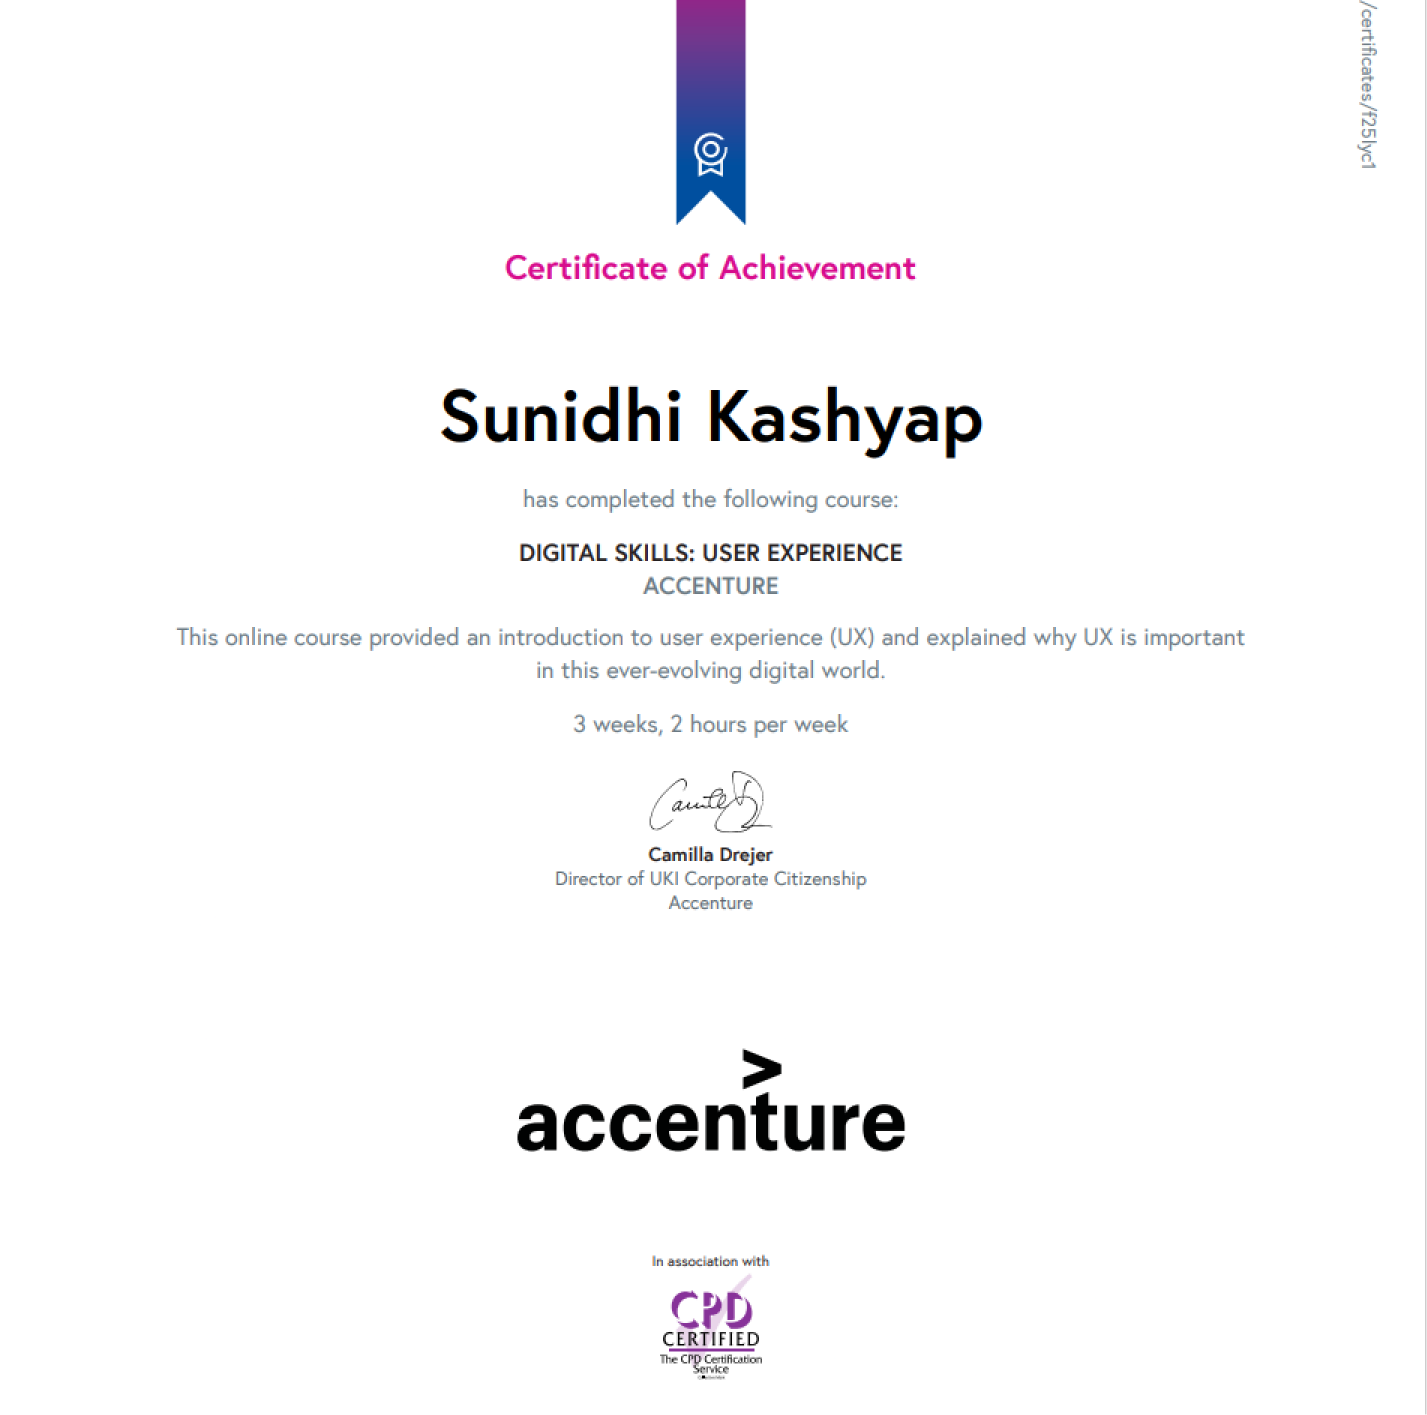 /certificates/f25lyc1
Certificate of Achievement
Sunidhi Kashyap
has completed the following course:
DIGITAL SKILLS: USER EXPERIENCE
ACCENTURE
This online course provided an introduction to user experience (UX) and explained why UX is important
in this ever-evolving digital world.
3 weeks, 2 hours per week
Camilla Drejer
Director of UKI Corporate Citizenship
Accenture
accenture
In association with
CPD
CERTIFIED
The CPD Certification
Service